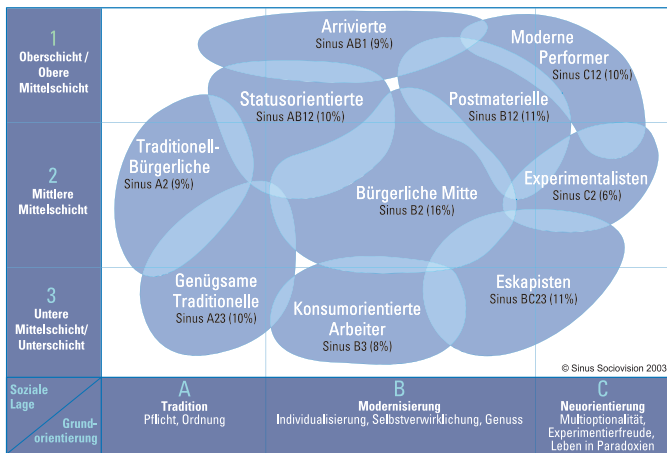 1
Oberschicht /
Obere
Mittelschicht
2
Mittlere
Mittelschicht
3
Untere
Mittelschicht/
Unterschicht
Arrivierte
Sinus AB1 (9%)
Moderne
Performer
Sinus C12 (10%)
Statusorientierte
Sinus AB12 (10%)
Postmaterielle
Sinus B12 (11%)
Traditionell-
Bürgerliche
Sinus A2 (9%)
Bürgerliche Mitte
Sinus B2 (16%)
Experimentalisten
Sinus C2 (6%)
Genügsame
Traditionelle
Sinus A23 (10%)
Konsumorientierte
Arbeiter
Sinus B3 (8%)
Eskapisten
Sinus BC23 (11%)
© Sinus Sociovision 2003
Soziale
Lage
Grund-
orientierung
A
Tradition
Pflicht, Ordnung
B
Modernisierung
Individualisierung, Selbstverwirklichung, Genuss
C
Neuorientierung
Multioptionalität,
Experimentierfreude,
Leben in Paradoxien